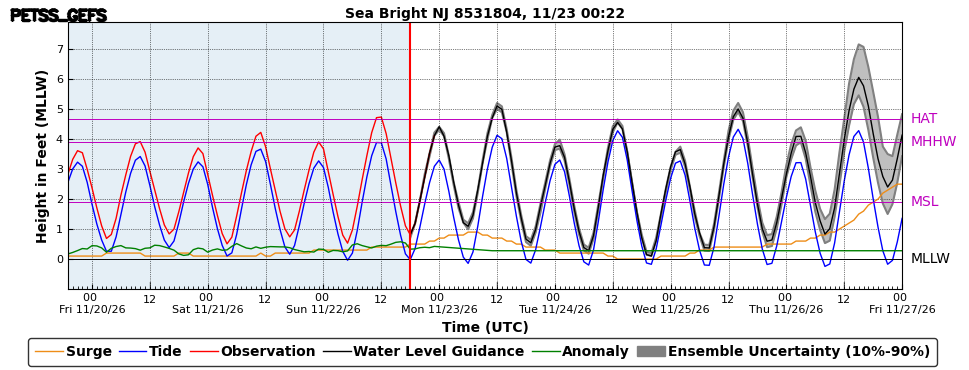 PETSS_GEFS
Sea Bright NJ 8531804, 11/23 00:22
Height in Feet (MLLW)
7
6
5
4
3
2
1
0
HAT
MHHW
MSL
MLLW
00 12 00 12 00 12 00 12 00 12 00 12 00 12 00
Fri 11/20/26 Sat 11/21/26 Sun 11/22/26 Mon 11/23/26 Tue 11/24/26 Wed 11/25/26 Thu 11/26/26 Fri 11/27/26
Time (UTC)
Surge Tide Observation Water Level Guidance Anomaly Ensemble Uncertainty (10%-90%)